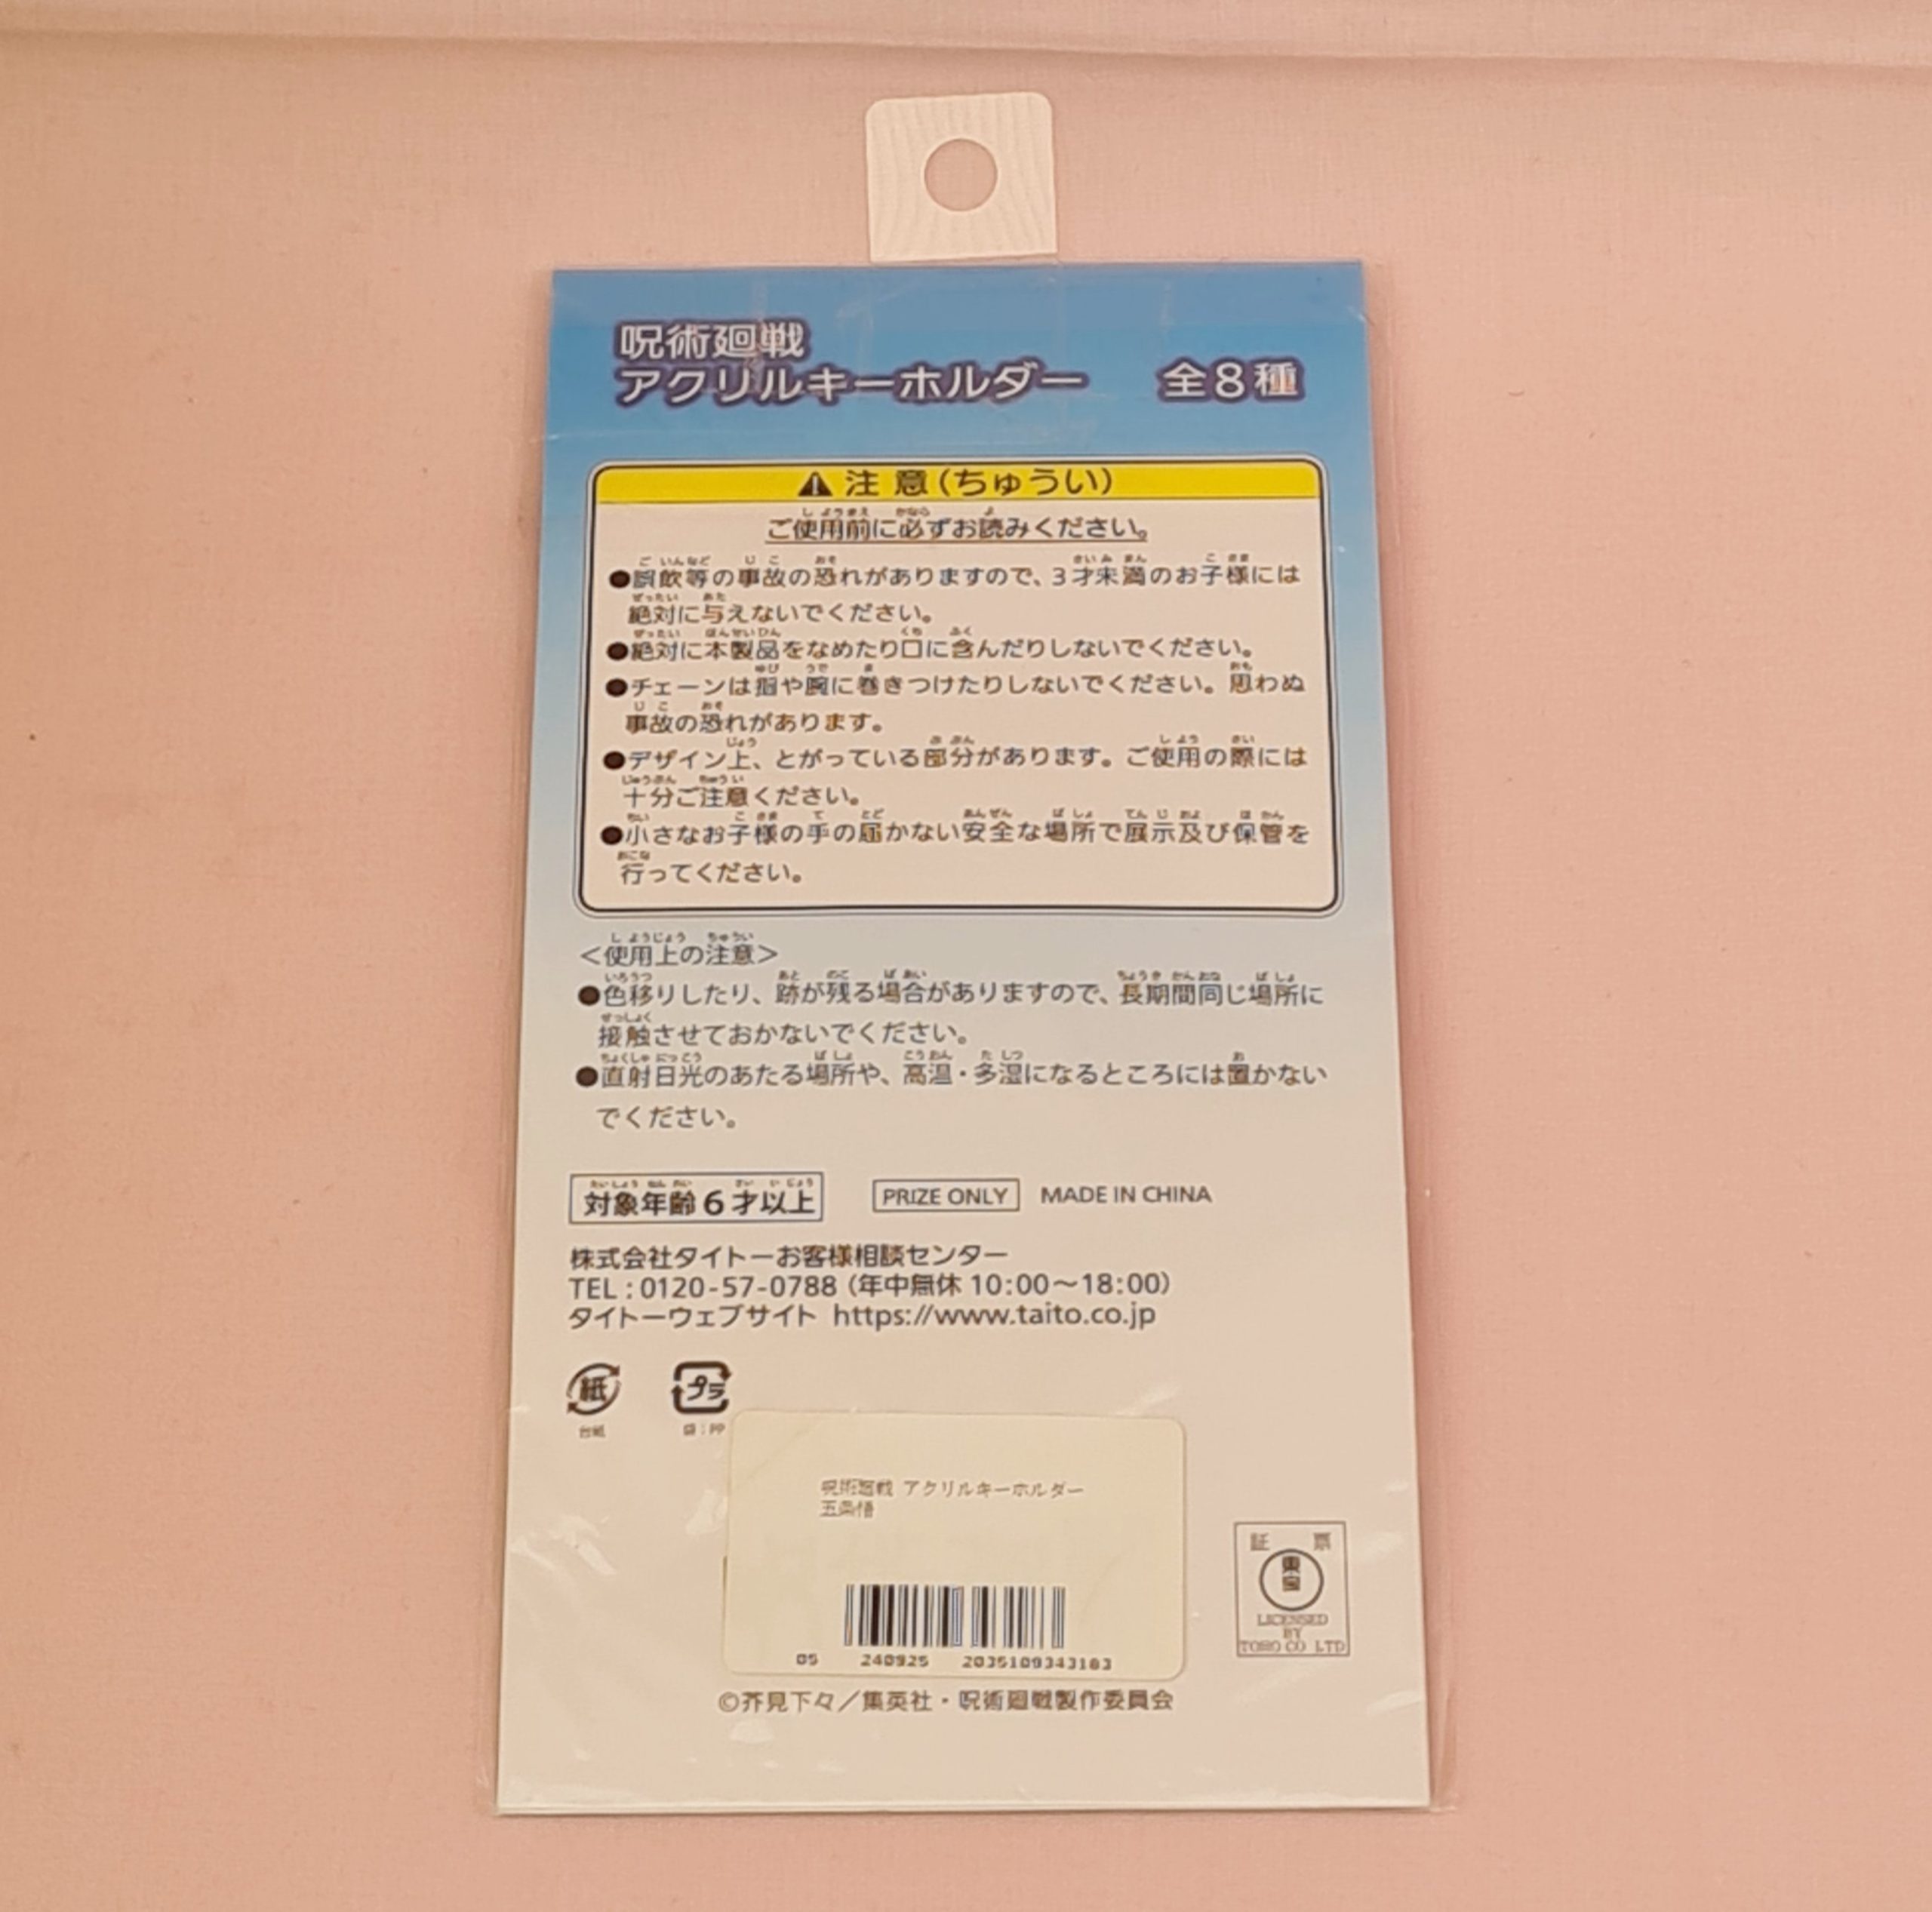 呪術廻戦
アクリルキーホルダー 全8種
注意(ちゅうい)
ご使用前に必ずお読みください。
●誤飲等の事故の恐れがありますので、3才未満のお子様には
絶対に与えないでください。
●絶対に本製品をなめたり口に含んだりしないでください。
●チェーンは指や腕に巻きつけたりしないでください。思わぬ
事故の恐れがあります。
●デザイン上、とがっている部分があります。ご使用の際には
十分ご注意ください。
●小さなお子様の手の届かない安全な場所で展示及び保管を
行ってください。
<使用上の注意>
●色移りしたり、跡が残る場合がありますので、長期間同じ場所に
接触させておかないでください。
●直射日光のあたる場所や、高温・多湿になるところには置かない
でください。
対象年齢6才以上 PRIZE ONLY MADE IN CHINA
株式会社タイトーお客様相談センター
TEL:0120-57-0788(年中無休 10:00〜18:00)
タイトーウェブサイト https://www.taito.co.jp
紙 プラ
台紙 袋:PP
呪術廻戦 アクリルキーホルダー
五条悟
証 票
東宝
LICENSED
BY
TOHO CO LTD
05 240925 2035109343183
©芥見下々/集英社・呪術廻戦製作委員会